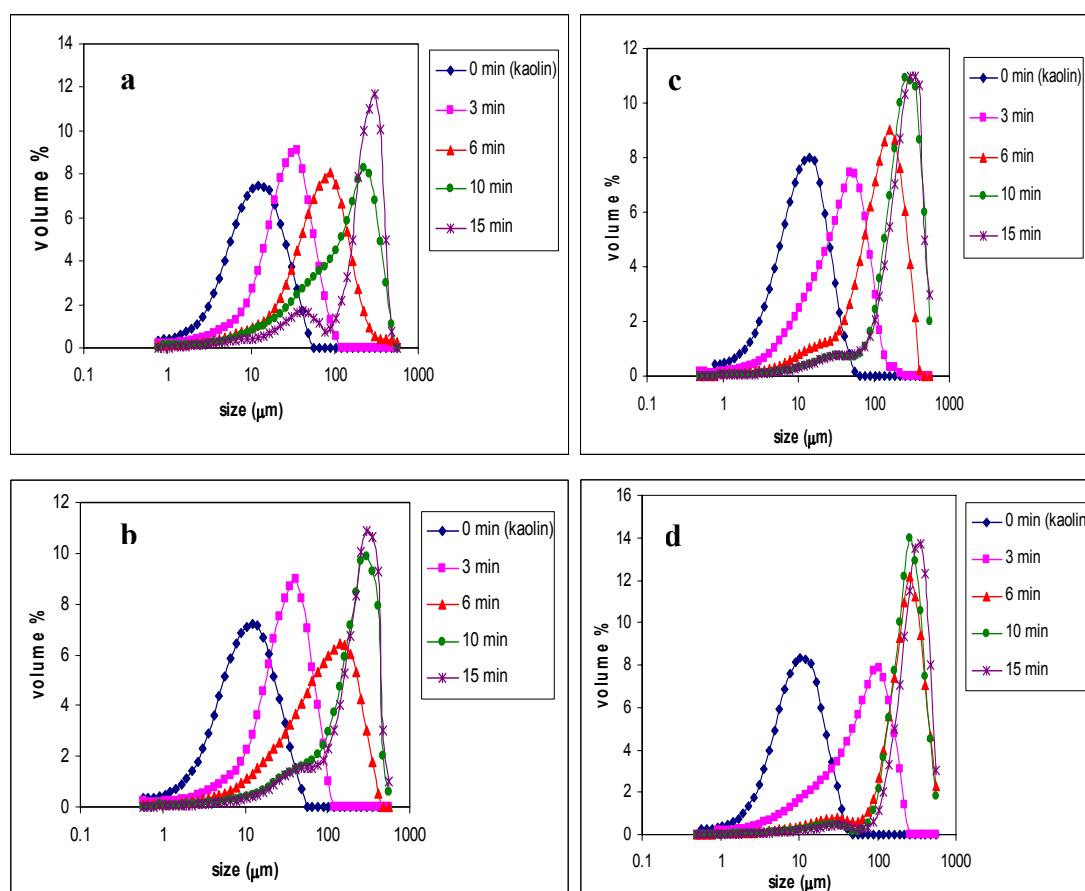 a
14
12
10
8
6
4
2
0
volume %
0.1 1 10 100 1000
size (μm)
0 min (kaolin)
3 min
6 min
10 min
15 min
c
12
10
8
6
4
2
0
volume %
0.1 1 10 100 1000
size (μm)
0 min (kaolin)
3 min
6 min
10 min
15 min
b
12
10
8
6
4
2
0
volume %
0.1 1 10 100 1000
size (μm)
0 min (kaolin)
3 min
6 min
10 min
15 min
d
16
14
12
10
8
6
4
2
0
volume %
0.1 1 10 100 1000
size (μm)
0 min (kaolin)
3 min
6 min
10 min
15 min